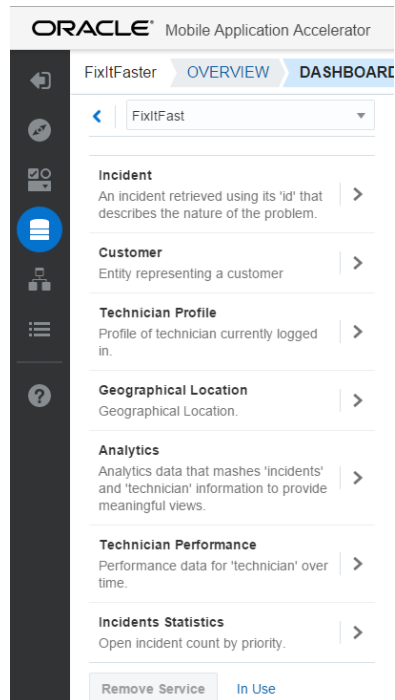 ORACLE® Mobile Application Accelerator
FixItFaster OVERVIEW DASHBOARD
FixItFast
Incident
An incident retrieved using its 'id' that
describes the nature of the problem.
Customer
Entity representing a customer
Technician Profile
Profile of technician currently logged
in.
Geographical Location
Geographical Location.
Analytics
Analytics data that mashes 'incidents'
and 'technician' information to provide
meaningful views.
Technician Performance
Performance data for 'technician' over
time.
Incidents Statistics
Open incident count by priority.
Remove Service In Use